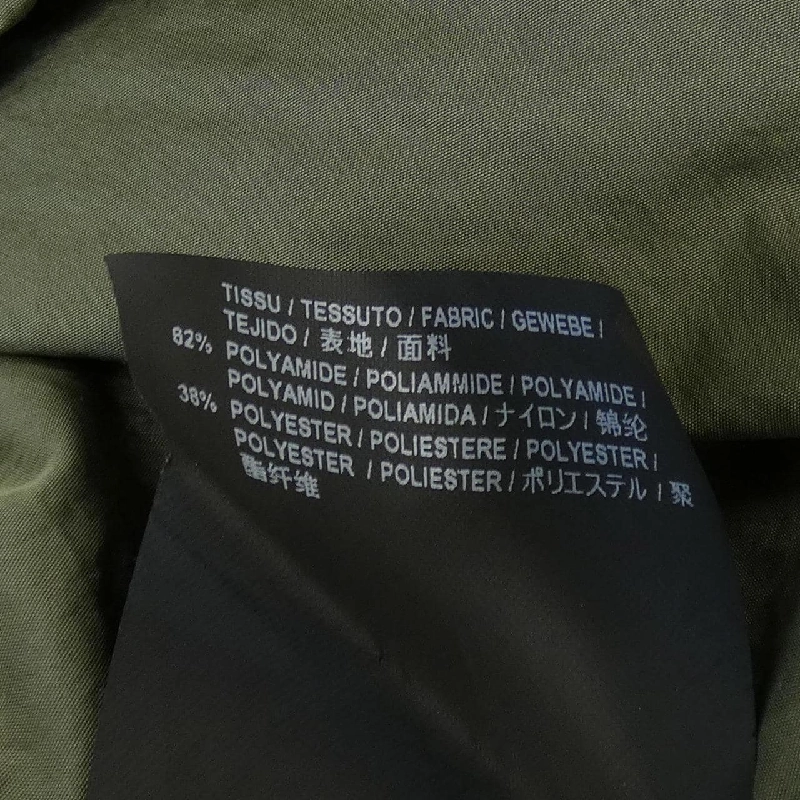 TISSU / TESSUTO / FABRIC / GEWEBE /
TEJIDO / 表地 / 面料
82% POLYAMIDE / POLIAMMIDE / POLYAMIDE /
POLYAMID / POLIAMIDA / ナイロン / 锦纶
38% POLYESTER / POLIESTERE / POLYESTER /
POLYESTER / POLIESTER / ポリエステル / 聚
酯纤维